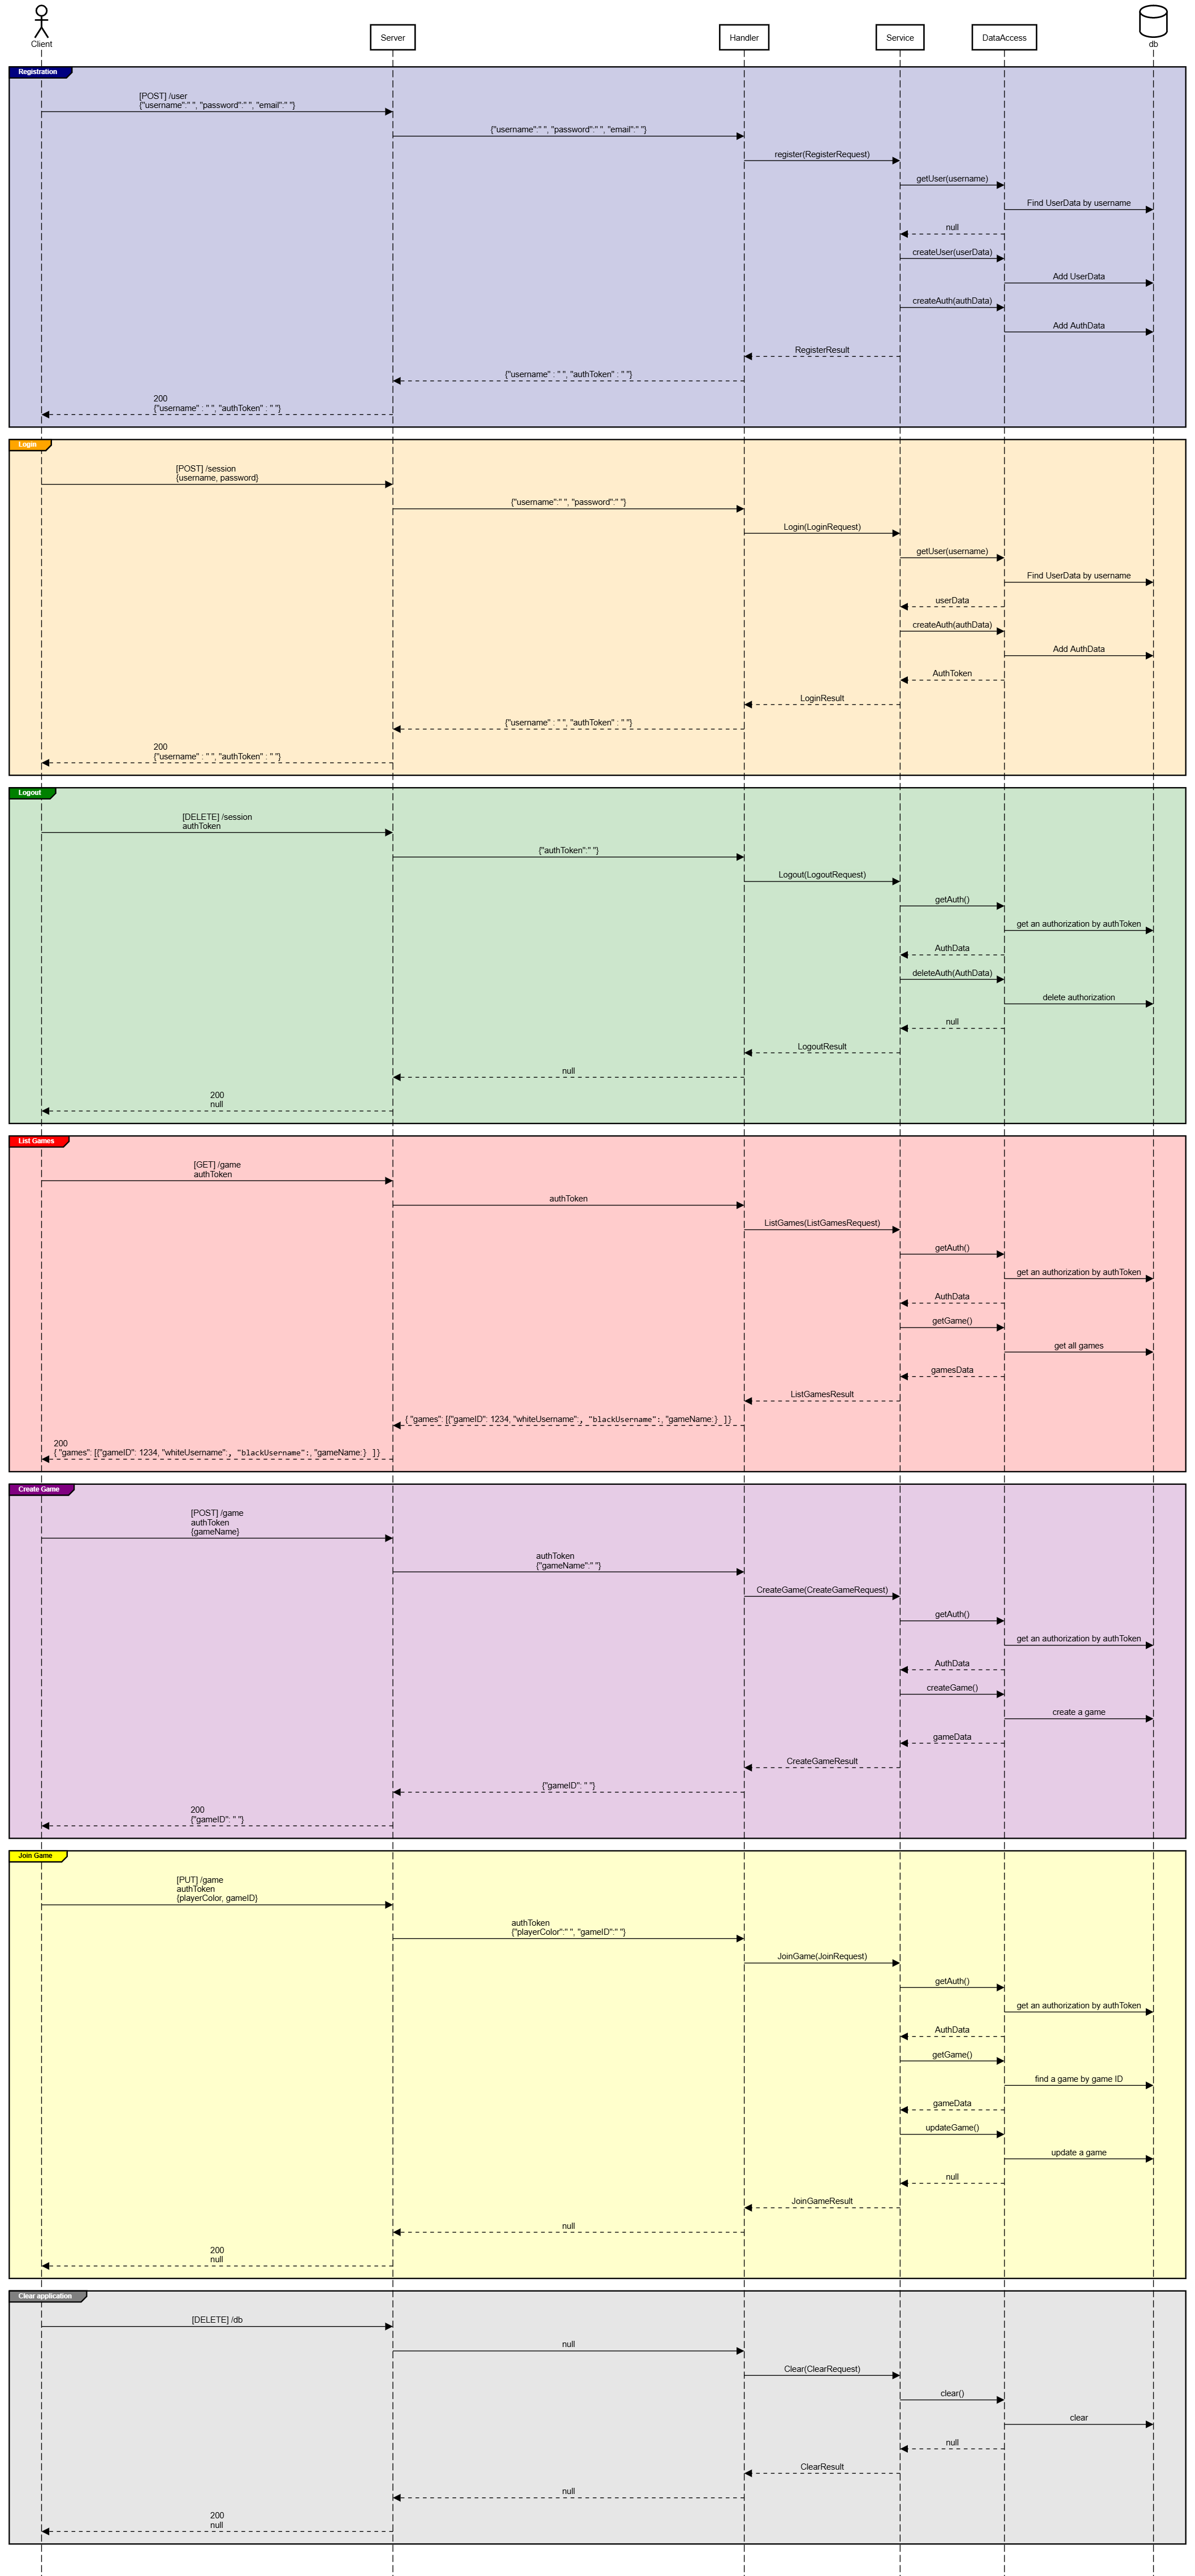 Client
Server
Handler
Service
DataAccess
db
Registration
[POST] /user
{"username":" ", "password":" ", "email":" "}
{"username":" ", "password":" ", "email":" "}
register(RegisterRequest)
getUser(username)
Find UserData by username
null
createUser(userData)
Add UserData
createAuth(authData)
Add AuthData
RegisterResult
{"username" : " ", "authToken" : " "}
200
{"username" : " ", "authToken" : " "}
Login
[POST] /session
{username, password}
{"username":" ", "password":" "}
Login(LoginRequest)
getUser(username)
Find UserData by username
userData
createAuth(authData)
Add AuthData
AuthToken
LoginResult
{"username" : " ", "authToken" : " "}
200
{"username" : " ", "authToken" : " "}
Logout
[DELETE] /session
authToken
{"authToken":" "}
Logout(LogoutRequest)
getAuth()
get an authorization by authToken
AuthData
deleteAuth(AuthData)
delete authorization
null
LogoutResult
null
200
null
List Games
[GET] /game
authToken
authToken
ListGames(ListGamesRequest)
getAuth()
get an authorization by authToken
AuthData
getGame()
get all games
gamesData
ListGamesResult
{ "games": [{"gameID": 1234, "whiteUsername":, "blackUsername":, "gameName:} ]}
200
{ "games": [{"gameID": 1234, "whiteUsername":, "blackUsername":, "gameName:} ]}
Create Game
[POST] /game
authToken
{gameName}
authToken
{"gameName":" "}
CreateGame(CreateGameRequest)
getAuth()
get an authorization by authToken
AuthData
createGame()
create a game
gameData
CreateGameResult
{"gameID": " "}
200
{"gameID": " "}
Join Game
[PUT] /game
authToken
{playerColor, gameID}
authToken
{"playerColor":" ", "gameID":" "}
JoinGame(JoinRequest)
getAuth()
get an authorization by authToken
AuthData
getGame()
find a game by game ID
gameData
updateGame()
update a game
null
JoinGameResult
null
200
null
Clear application
[DELETE] /db
null
Clear(ClearRequest)
clear()
clear
null
ClearResult
null
200
null